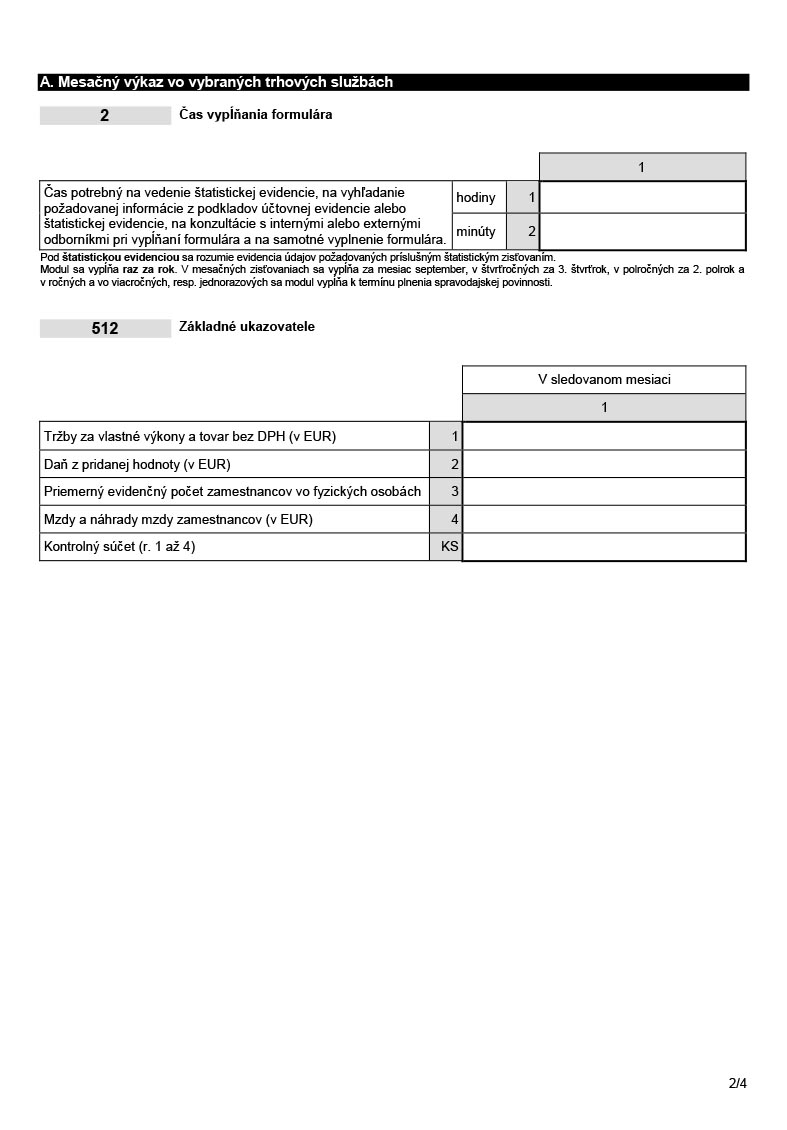 A. Mesačný výkaz vo vybraných trhových službách
2 Čas vypĺňania formulára
1
Čas potrebný na vedenie štatistickej evidencie, na vyhľadanie
požadovanej informácie z podkladov účtovnej evidencie alebo
štatistickej evidencie, na konzultácie s internými alebo externými
odborníkmi pri vypĺňaní formulára a na samotné vyplnenie formulára.
hodiny 1
minúty 2
Pod štatistickou evidenciou sa rozumie evidencia údajov požadovaných príslušným štatistickým zisťovaním.
Modul sa vypĺňa raz za rok. V mesačných zisťovaniach sa vypĺňa za mesiac september, v štvrťročných za 3. štvrťrok, v polročných za 2. polrok a
v ročných a vo viacročných, resp. jednorazových sa modul vypĺňa k termínu plnenia spravodajskej povinnosti.
512 Základné ukazovatele
V sledovanom mesiaci
1
Tržby za vlastné výkony a tovar bez DPH (v EUR) 1
Daň z pridanej hodnoty (v EUR) 2
Priemerný evidenčný počet zamestnancov vo fyzických osobách 3
Mzdy a náhrady mzdy zamestnancov (v EUR) 4
Kontrolný súčet (r. 1 až 4) KS
2/4